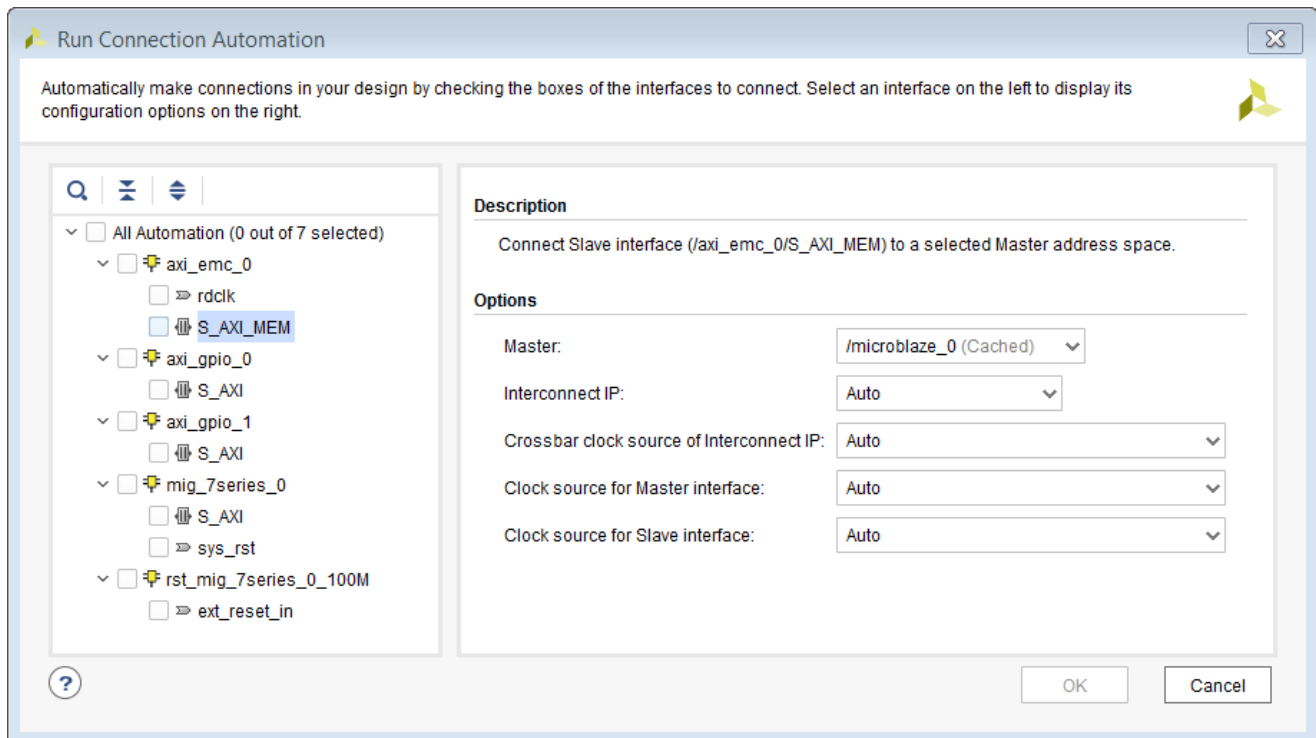 Run Connection Automation
Automatically make connections in your design by checking the boxes of the interfaces to connect. Select an interface on the left to display its
configuration options on the right.
All Automation (0 out of 7 selected)
axi_emc_0
rdclk
S_AXI_MEM
axi_gpio_0
S_AXI
axi_gpio_1
S_AXI
mig_7series_0
S_AXI
sys_rst
rst_mig_7series_0_100M
ext_reset_in
Description
Connect Slave interface (/axi_emc_0/S_AXI_MEM) to a selected Master address space.
Options
Master: /microblaze_0 (Cached)
Interconnect IP: Auto
Crossbar clock source of Interconnect IP: Auto
Clock source for Master interface: Auto
Clock source for Slave interface: Auto
?
OK
Cancel